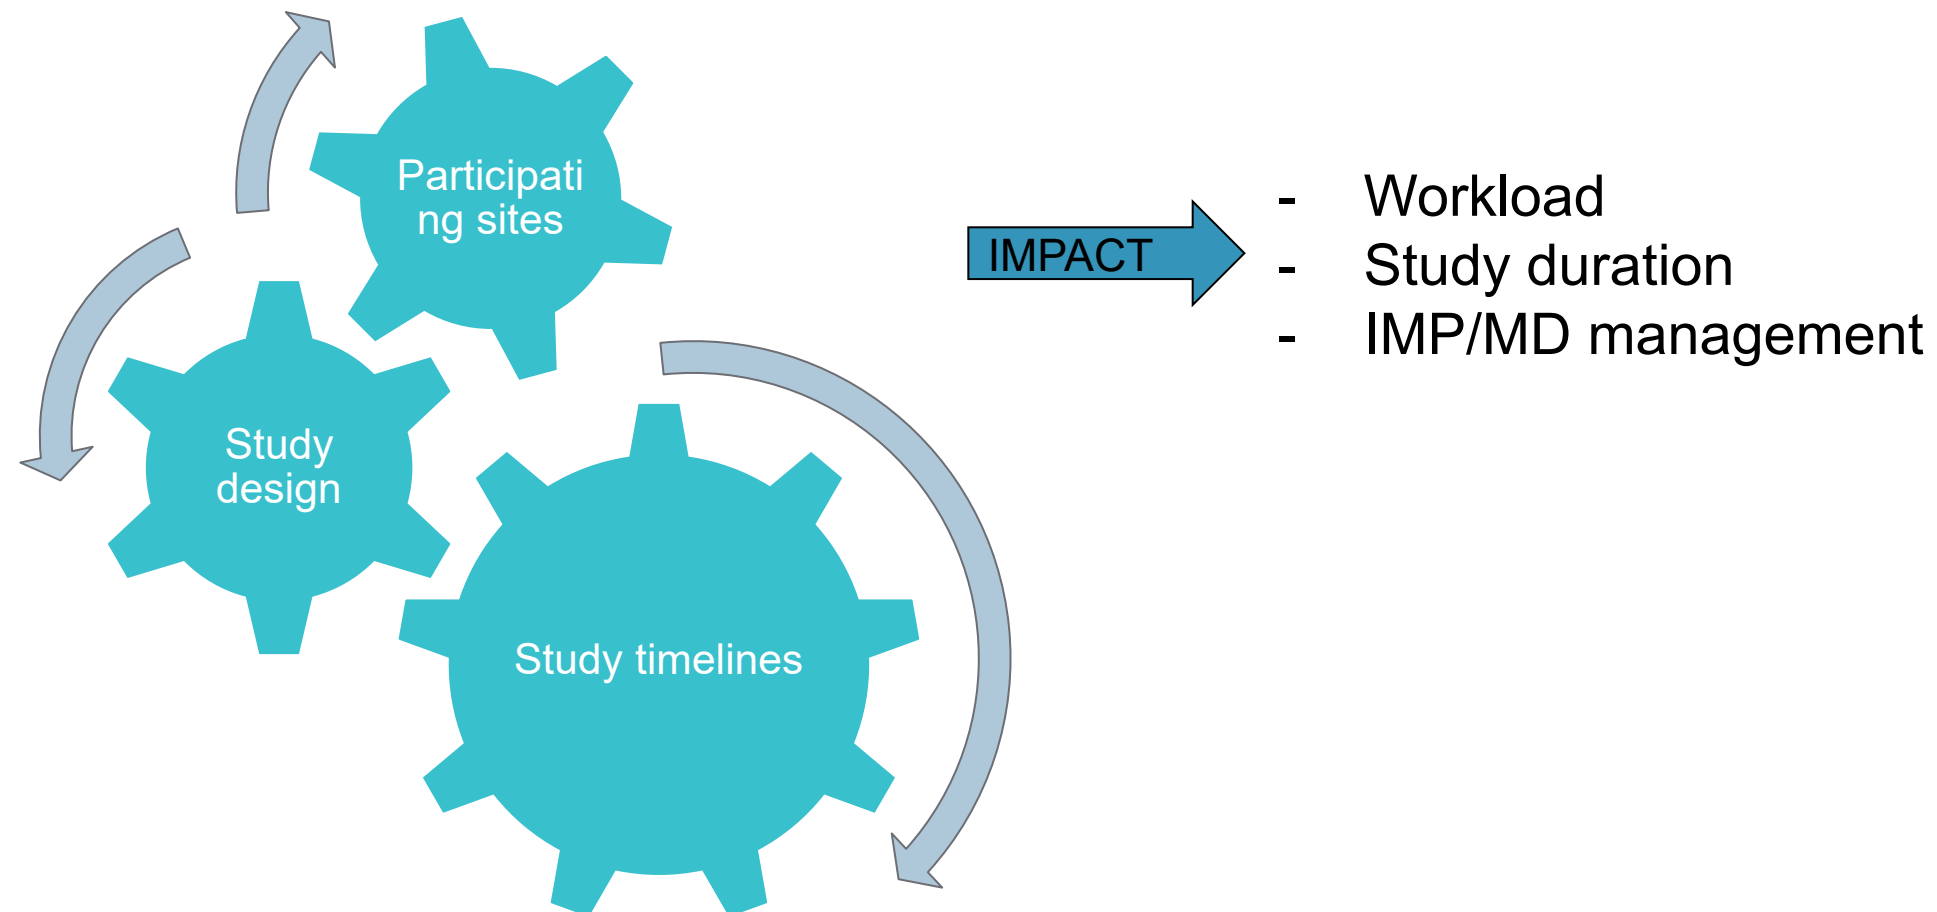 Participati
ng sites
Study
design
Study timelines
IMPACT
- Workload
- Study duration
- IMP/MD management